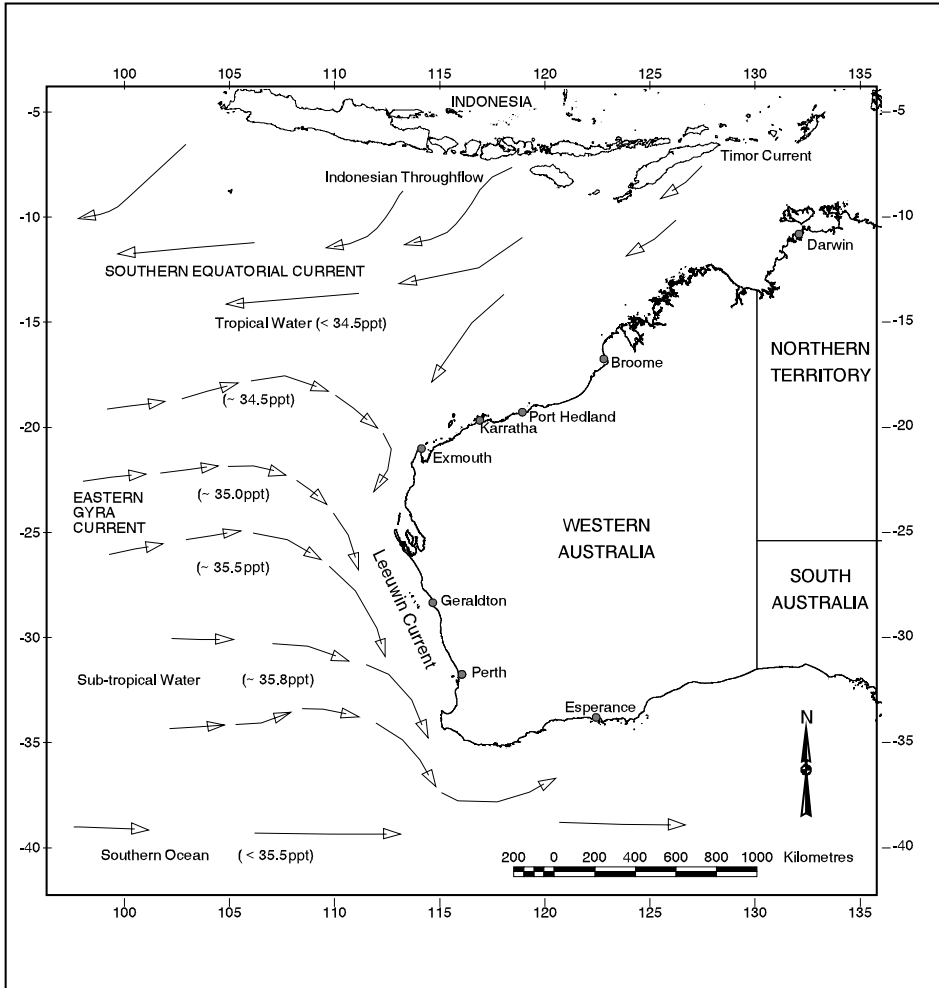 100 105 110 115 120 125 130 135
INDONESIA
-5 -5
Timor Current
Indonesian Throughflow
-10 -10
Darwin
SOUTHERN EQUATORIAL CURRENT
-15 -15
Tropical Water (< 34.5ppt)
NORTHERN
TERRITORY
Broome
(~ 34.5ppt)
Port Hedland
-20 -20
Karratha
Exmouth
(~ 35.0ppt)
EASTERN
GYRA
CURRENT
WESTERN
AUSTRALIA
-25 -25
(~ 35.5ppt)
SOUTH
AUSTRALIA
Leeuwin Current
Geraldton
-30 -30
Perth
Sub-tropical Water (~ 35.8ppt)
Esperance
N
-35 -35
-40 -40
Southern Ocean (< 35.5ppt)
200 0 200 400 600 800 1000 Kilometres
100 105 110 115 120 125 130 135